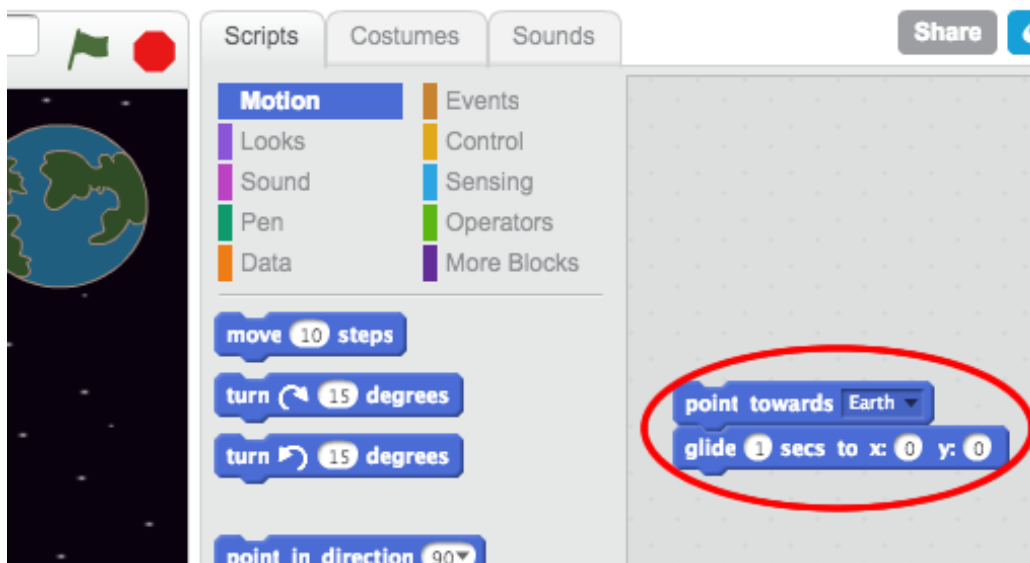 Scripts Costumes Sounds Share
Motion Events
Looks Control
Sound Sensing
Pen Operators
Data More Blocks
move 10 steps
turn 15 degrees
turn 15 degrees
point in direction 90
point towards Earth
glide 1 secs to x: 0 y: 0